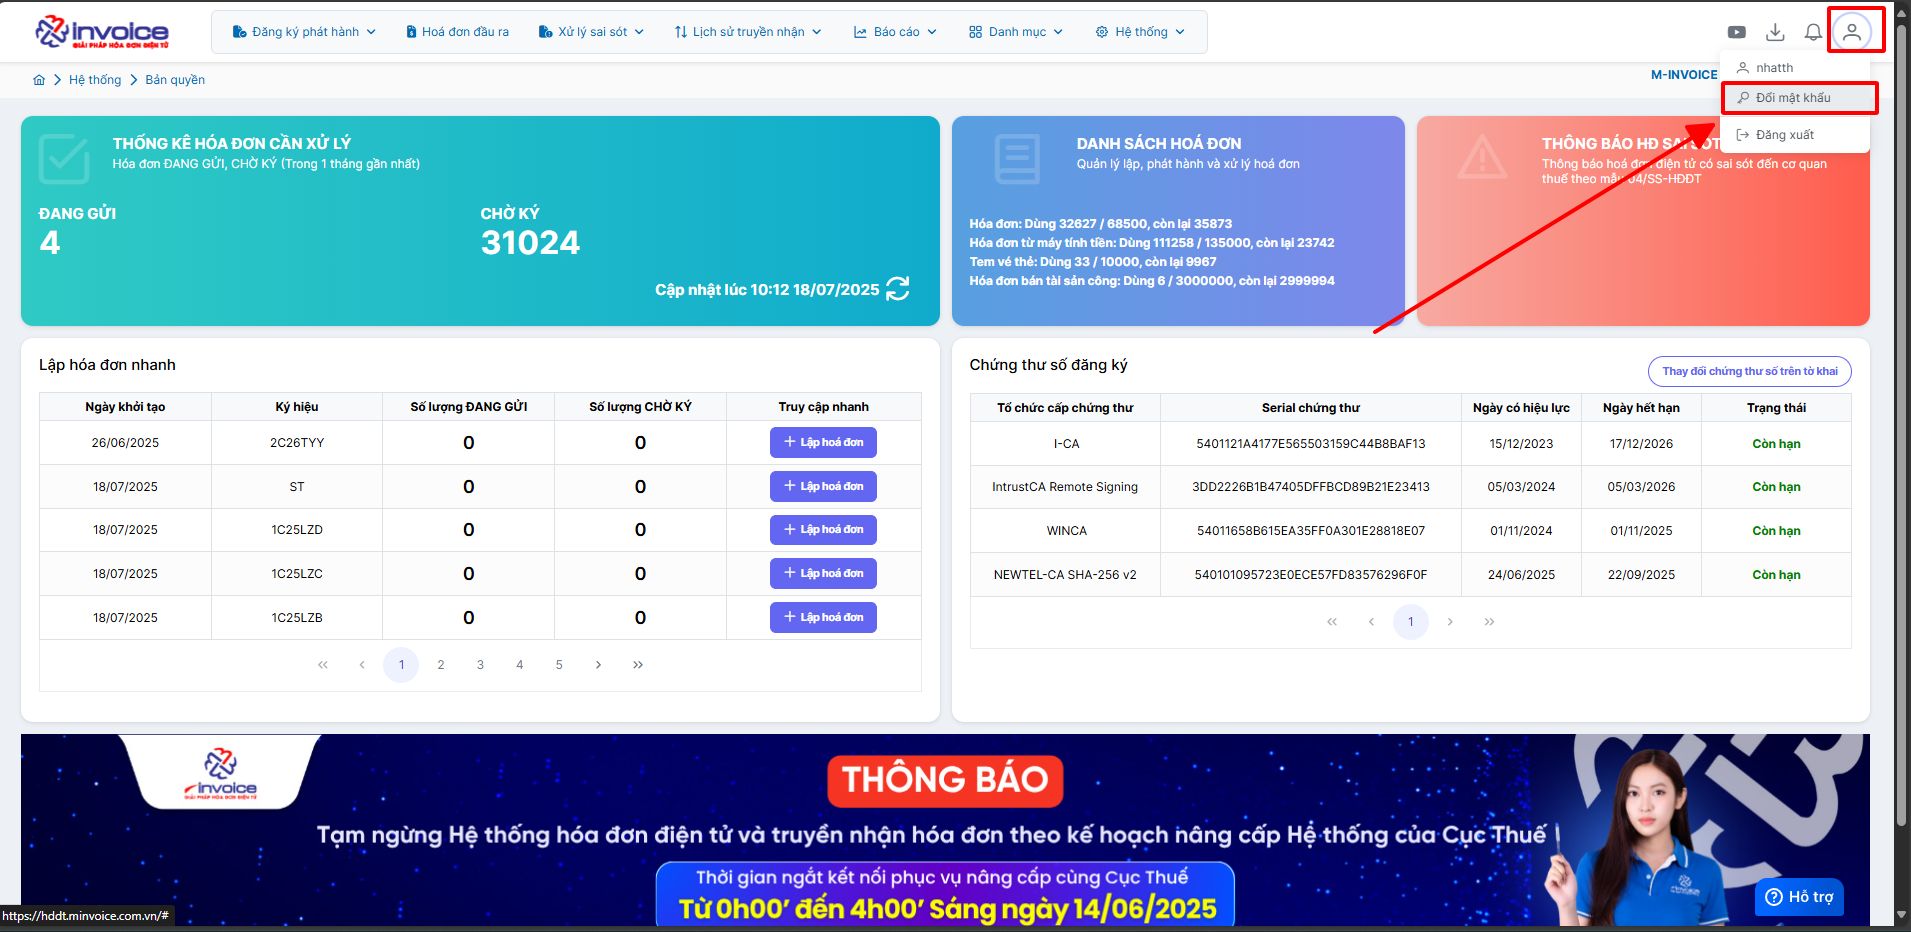 invoice
GIẢI PHÁP HÓA ĐƠN ĐIỆN TỬ
Đăng ký phát hành
Hoá đơn đầu ra
Xử lý sai sót
Lịch sử truyền nhận
Báo cáo
Danh mục
Hệ thống
Hệ thống
Bản quyền
M-INVOICE
nhatth
Đổi mật khẩu
Đăng xuất
THỐNG KÊ HÓA ĐƠN CẦN XỬ LÝ
Hóa đơn ĐANG GỬI, CHỜ KÝ (Trong 1 tháng gần nhất)
ĐANG GỬI
4
CHỜ KÝ
31024
Cập nhật lúc 10:12 18/07/2025
DANH SÁCH HOÁ ĐƠN
Quản lý lập, phát hành và xử lý hoá đơn
Hóa đơn: Dùng 32627 / 68500, còn lại 35873
Hóa đơn từ máy tính tiền: Dùng 111258 / 135000, còn lại 23742
Tem vé thẻ: Dùng 33 / 10000, còn lại 9967
Hóa đơn bán tài sản công: Dùng 6 / 3000000, còn lại 2999994
THÔNG BÁO HĐ SAI SÓT
Thông báo hoá đơn điện tử có sai sót đến cơ quan
thuế theo mẫu 04/SS-HĐĐT
Lập hóa đơn nhanh
Ngày khởi tạo Ký hiệu Số lượng ĐANG GỬI Số lượng CHỜ KÝ Truy cập nhanh
26/06/2025 2C26TYY 0 0 Lập hoá đơn
18/07/2025 ST 0 0 Lập hoá đơn
18/07/2025 1C25LZD 0 0 Lập hoá đơn
18/07/2025 1C25LZC 0 0 Lập hoá đơn
18/07/2025 1C25LZB 0 0 Lập hoá đơn
« ‹ 1 2 3 4 5 › »
Chứng thư số đăng ký
Thay đổi chứng thư số trên tờ khai
Tổ chức cấp chứng thư Serial chứng thư Ngày có hiệu lực Ngày hết hạn Trạng thái
I-CA 5401121A4177E565503159C44B8BAF13 15/12/2023 17/12/2026 Còn hạn
IntrustCA Remote Signing 3DD2226B1B47405DFFBCD89B21E23413 05/03/2024 05/03/2026 Còn hạn
WINCA 54011658B615EA35FF0A301E28818E07 01/11/2024 01/11/2025 Còn hạn
NEWTEL-CA SHA-256 v2 540101095723E0ECE57FD83576296F0F 24/06/2025 22/09/2025 Còn hạn
« ‹ 1 › »
invoice
GIẢI PHÁP HÓA ĐƠN ĐIỆN TỬ
THÔNG BÁO
Tạm ngừng Hệ thống hóa đơn điện tử và truyền nhận hóa đơn theo kế hoạch nâng cấp Hệ thống của Cục Thuế
Thời gian ngắt kết nối phục vụ nâng cấp cùng Cục Thuế
Từ 0h00' đến 4h00' Sáng ngày 14/06/2025
Hỗ trợ
https://hddt.minvoice.com.vn/#